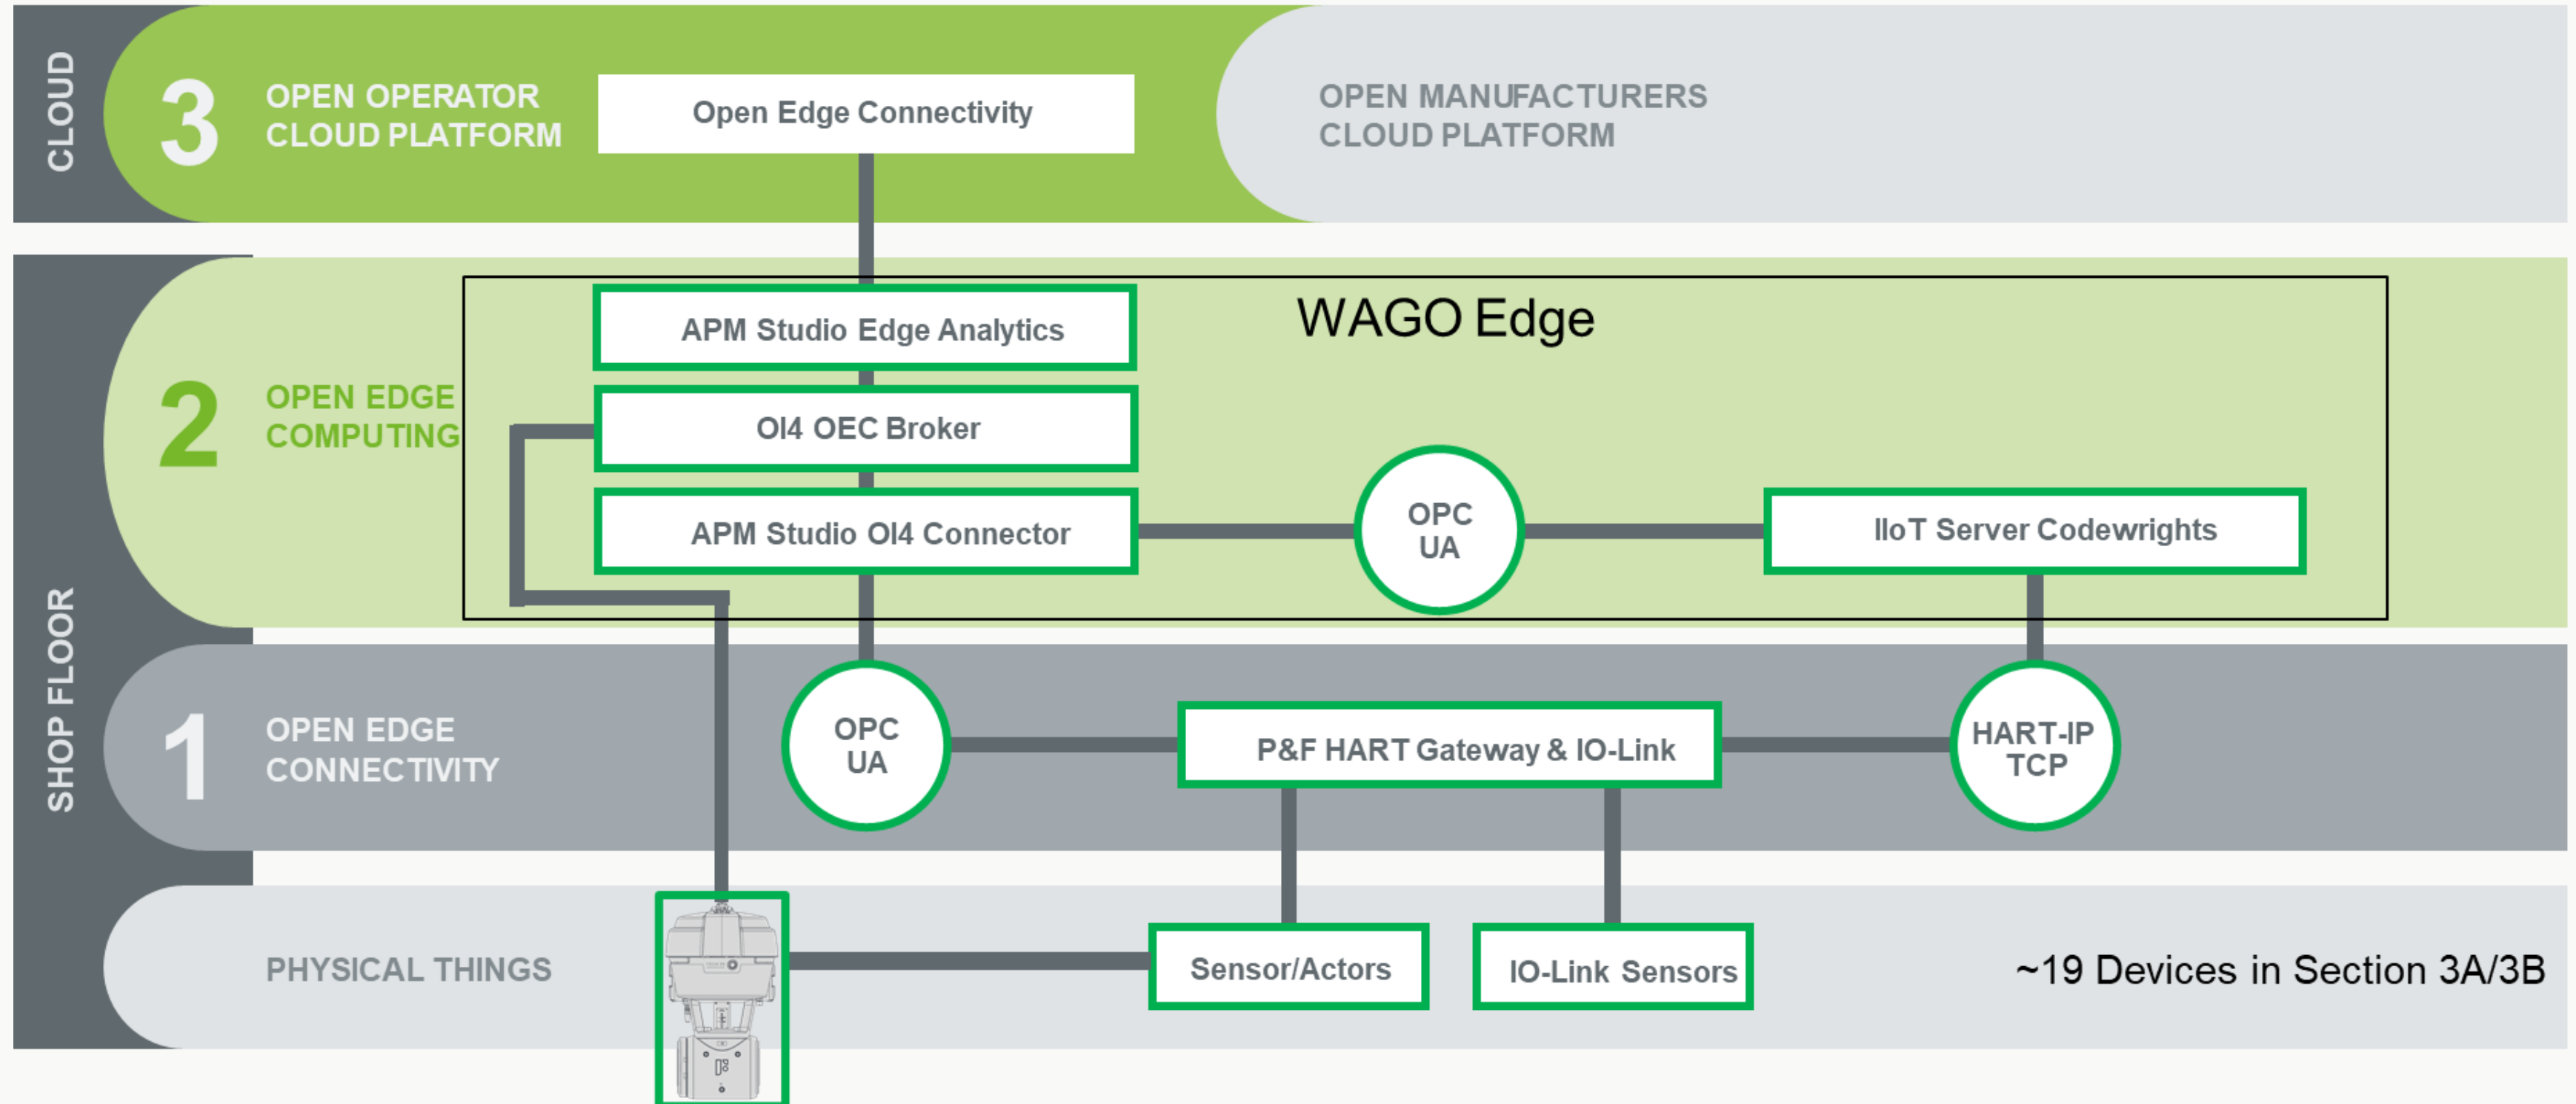 CLOUD
3
OPEN OPERATOR
CLOUD PLATFORM
Open Edge Connectivity
OPEN MANUFACTURERS
CLOUD PLATFORM
SHOP FLOOR
2
OPEN EDGE
COMPUTING
WAGO Edge
APM Studio Edge Analytics
OI4 OEC Broker
APM Studio OI4 Connector
OPC
UA
IIoT Server Codewrights
1
OPEN EDGE
CONNECTIVITY
OPC
UA
P&F HART Gateway & IO-Link
HART-IP
TCP
PHYSICAL THINGS
Sensor/Actors
IO-Link Sensors
~19 Devices in Section 3A/3B